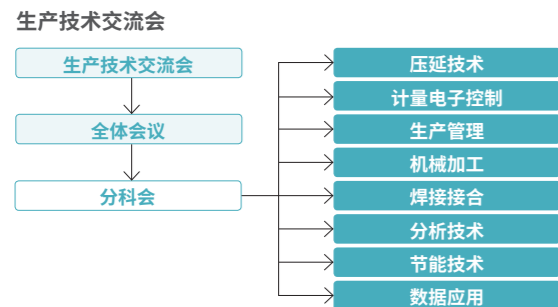 生产技术交流会
生产技术交流会
全体会议
分科会
压延技术
计量电子控制
生产管理
机械加工
焊接接合
分析技术
节能技术
数据应用